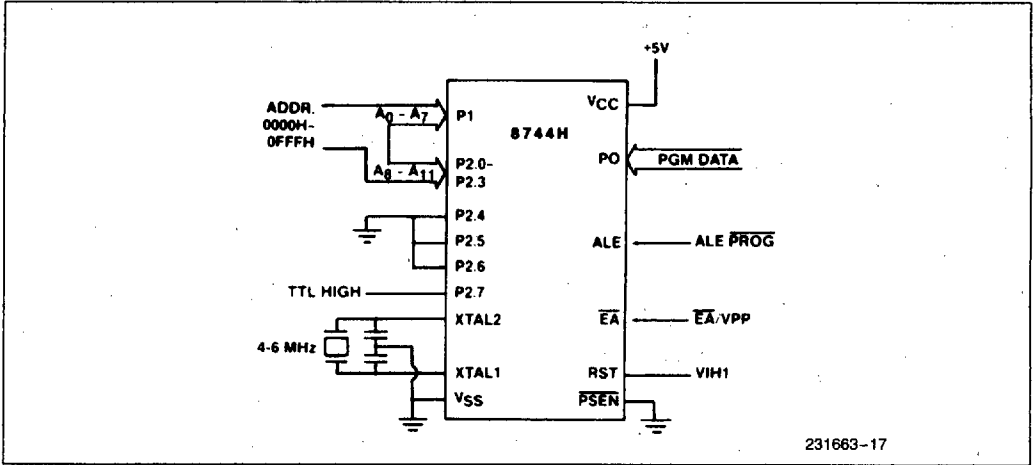 +5V
ADDR.
0000H-
0FFFH
A0 - A7
A8 - A11
P1
P2.0-
P2.3
P2.4
P2.5
P2.6
P2.7
TTL HIGH
XTAL2
4-6 MHz
XTAL1
VSS
8744H
VCC
PO
PGM DATA
ALE
ALE PROG
EA
EA/VPP
RST
VIH1
PSEN
231663-17